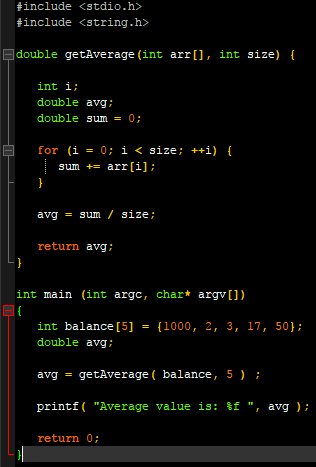 #include <stdio.h>
#include <string.h>
double getAverage(int arr[], int size) {
int i;
double avg;
double sum = 0;
for (i = 0; i < size; ++i) {
sum += arr[i];
}
avg = sum / size;
return avg;
}
int main (int argc, char* argv[])
{
int balance[5] = {1000, 2, 3, 17, 50};
double avg;
avg = getAverage( balance, 5 ) ;
printf( "Average value is: %f ", avg );
return 0;
}